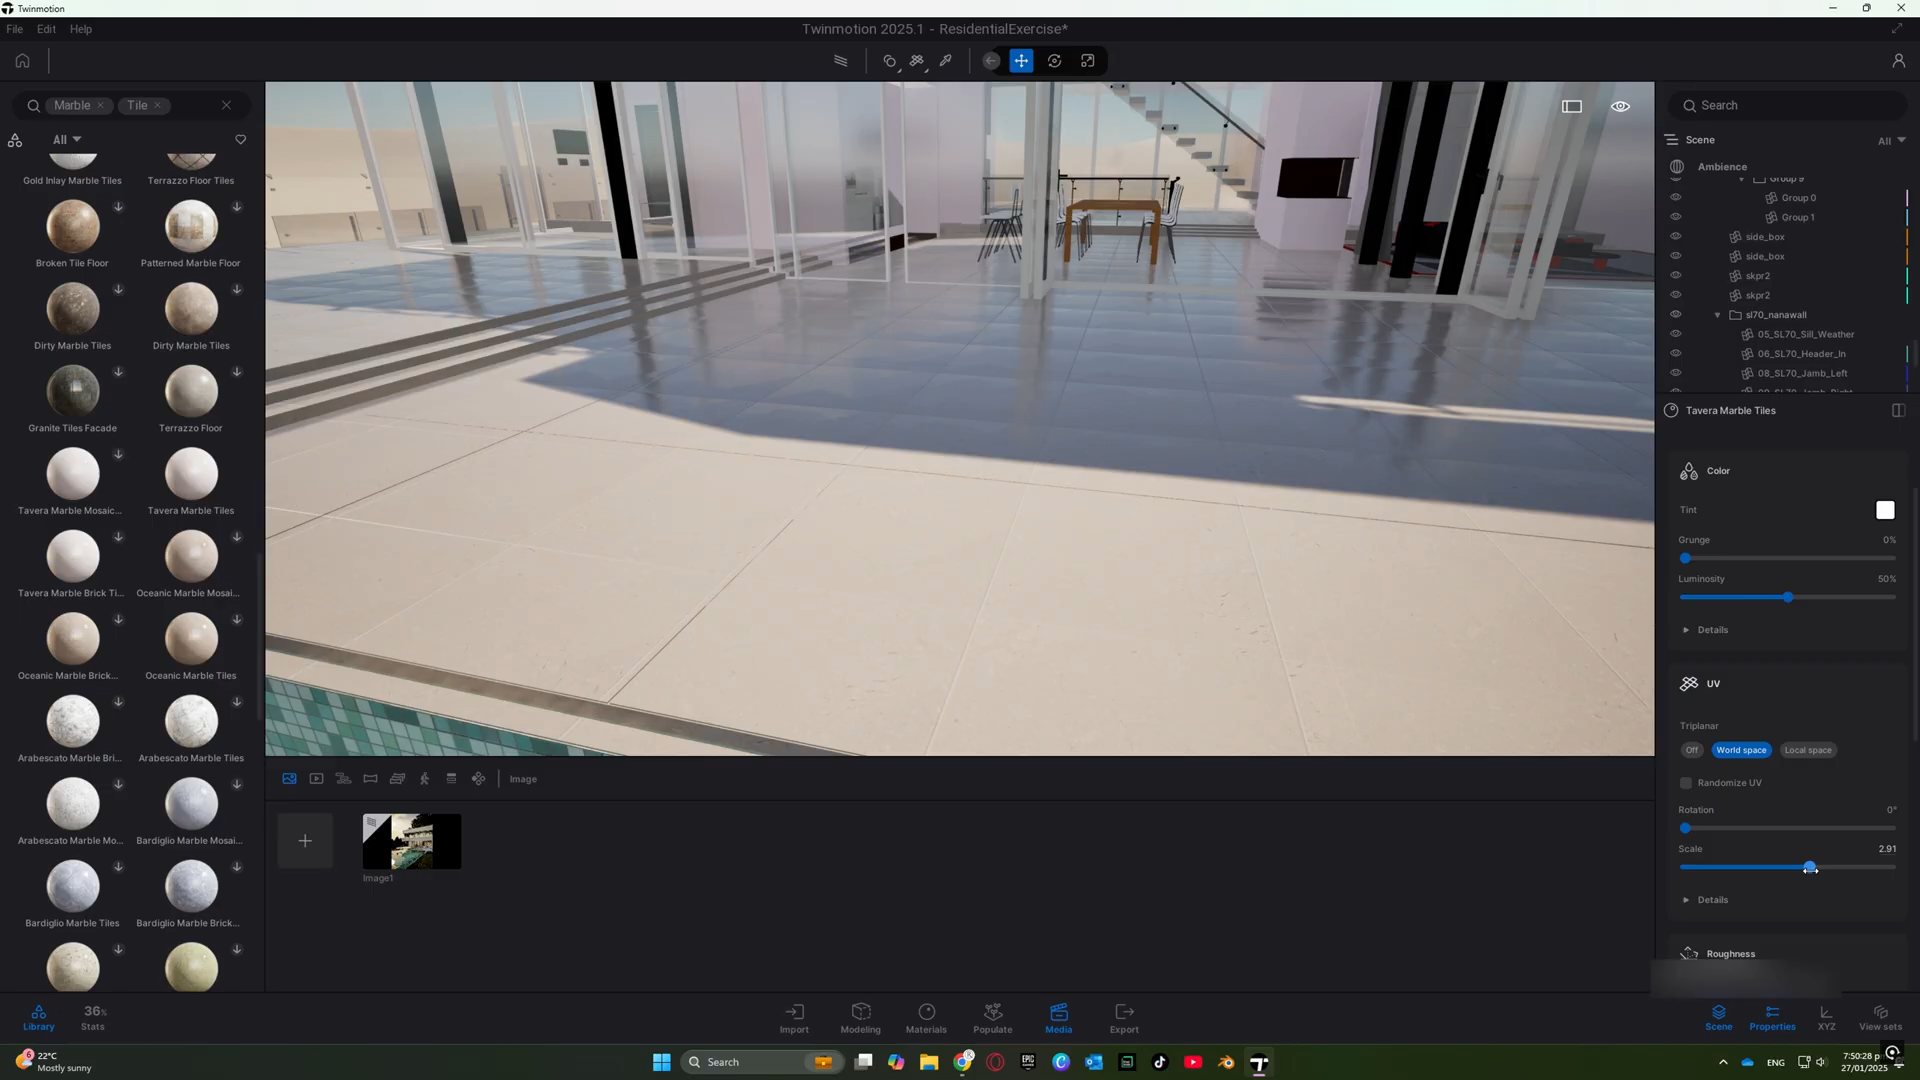 Twinmotion
File Edit Help
Twinmotion 2025.1 - ResidentialExercise*
Marble × Tile ×
All
Gold Inlay Marble Tiles
Terrazzo Floor Tiles
Broken Tile Floor
Patterned Marble Floor
Dirty Marble Tiles
Dirty Marble Tiles
Granite Tiles Facade
Terrazzo Floor
Tavera Marble Mosaic...
Tavera Marble Tiles
Tavera Marble Brick Ti...
Oceanic Marble Mosai...
Oceanic Marble Brick...
Oceanic Marble Tiles
Arabescato Marble Bri...
Arabescato Marble Tiles
Arabescato Marble Mo...
Bardiglio Marble Mosai...
Bardiglio Marble Tiles
Bardiglio Marble Brick...
Library
36%
Stats
Image
Image1
Import
Modeling
Materials
Populate
Media
Export
Search
Scene
All
Ambience
Group 9
Group 0
Group 1
side_box
side_box
skpr2
skpr2
sl70_nanawall
05_SL70_Sill_Weather
06_SL70_Header_In
08_SL70_Jamb_Left
Tavera Marble Tiles
Color
Tint
Grunge 0%
Luminosity 50%
Details
UV
Triplanar
Off World space Local space
Randomize UV
Rotation 0°
Scale 2.91
Details
Roughness
Scene
Properties
XYZ
View sets
22°C
Mostly sunny
Search
ENG
7:50:28 p
27/01/2025